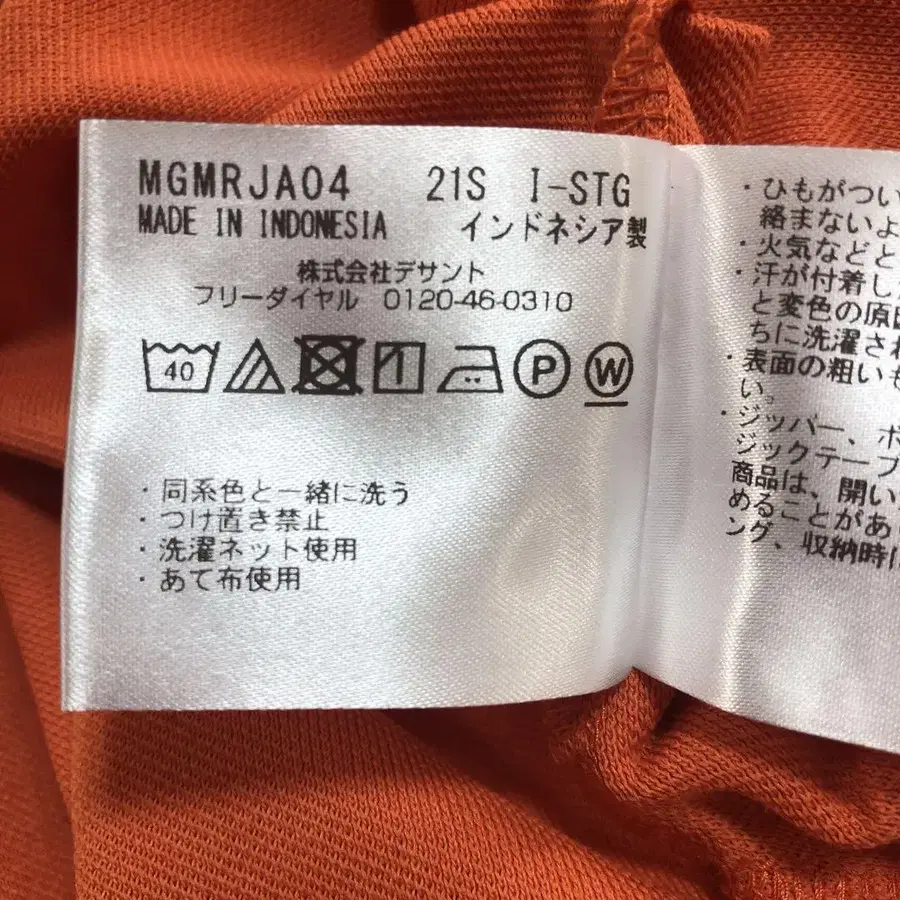 MGMRJA04 21S I-STG
MADE IN INDONESIA インドネシア製
株式会社デサント
フリーダイヤル 0120-46-0310
40 P W
・同系色と一緒に洗う
・つけ置き禁止
・洗濯ネット使用
・あて布使用
・ひもがつい
絡まないよ
・火気などと
・汗が付着し
と変色の原
ちに洗濯さ
・表面の粗いも
い。
・ジッパー、ボ
ジックテープ
商品は、開い
めることがあ
ング、収納時に